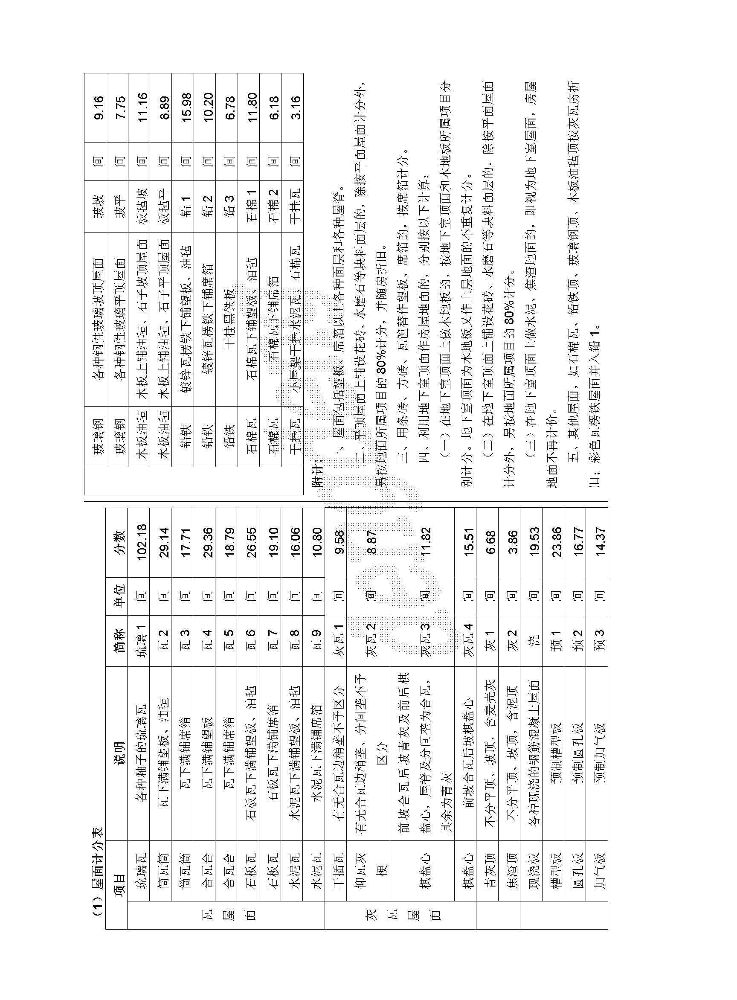 （1）屋面计分表
项目 说明 简称 单位 分数
瓦屋面
琉璃瓦 各种釉子的琉璃瓦 琉璃1 间 102.18
筒瓦筒 瓦下满铺望板、油毡 瓦2 间 29.14
筒瓦筒 瓦下满铺席箔 瓦3 间 17.71
合瓦合 瓦下满铺望板 瓦4 间 29.36
合瓦合 瓦下满铺席箔 瓦5 间 18.79
石板瓦 石板瓦下满铺望板、油毡 瓦6 间 26.55
石板瓦 石板瓦下满铺席箔 瓦7 间 19.10
水泥瓦 水泥瓦下满铺望板、油毡 瓦8 间 16.06
水泥瓦 水泥瓦下满铺席箔 瓦9 间 10.80
灰瓦屋面
干插瓦 有无合瓦边稍垄不予区分 灰瓦1 间 9.58
仰瓦灰 有无合瓦边稍垄、分间垄不予 灰瓦2 间 8.87
梗 区分
前坡合瓦后坡青灰及前后棋
棋盘心 盘心，屋脊及分间垄为合瓦， 灰瓦3 间 11.82
其余为青灰
棋盘心 前坡合瓦后坡棋盘心 灰瓦4 间 15.51
青灰顶 不分平顶、坡顶，含麦壳灰 灰1 间 6.68
焦渣顶 不分平顶、坡顶，含泥顶 灰2 间 3.86
现浇板 各种现浇的钢筋混凝土屋面 浇 间 19.53
槽型板 预制槽型板 预1 间 23.86
圆孔板 预制圆孔板 预2 间 16.77
加气板 预制加气板 预3 间 14.37
玻璃钢 各种钢性玻璃坡顶屋面 玻坡 间 9.16
玻璃钢 各种钢性玻璃平顶屋面 玻平 间 7.75
木板油毡 木板上铺油毡、石子坡顶屋面 板毡坡 间 11.16
木板油毡 木板上铺油毡、石子平顶屋面 板毡平 间 8.89
铅铁 镀锌瓦楞铁下铺望板、油毡 铅1 间 15.98
铅铁 镀锌瓦楞铁下铺席箔 铅2 间 10.20
铅铁 干挂黑铁板 铅3 间 6.78
石棉瓦 石棉瓦下铺望板、油毡 石棉1 间 11.80
石棉瓦 石棉瓦下铺席箔 石棉2 间 6.18
干挂瓦 小屋架干挂水泥瓦、石棉瓦 干挂瓦 间 3.16
附计：
一、屋面包括望板、席箔以上各种面层和各种屋脊。
二、平顶屋面上铺设花砖、水磨石等块料面层的，除按平面屋面计分外，
另按地面所属项目的80%计分，并随房折旧。
三、用条砖、方砖、瓦笆替作望板、席箔的，按席箔计分。
四、利用地下室顶面作房屋地面的，分别按以下计算：
（一）在地下室顶面上做木地板的，按地下室顶面和木地板所属项目分
别计分。地下室顶面为木地板又作上层地面的不重复计分。
（二）在地下室顶面上铺设花砖、水磨石等块料面层的，除按平面屋面
计分外，另按地面所属项目的80%计分。
（三）在地下室顶面上做水泥、焦渣地面的，即视为地下室屋面，房屋
地面不再计价。
五、其他屋面，如石棉瓦、铅铁顶、玻璃钢顶、木板油毡顶按灰瓦房折
旧；彩色瓦楞铁屋面并入铅1。